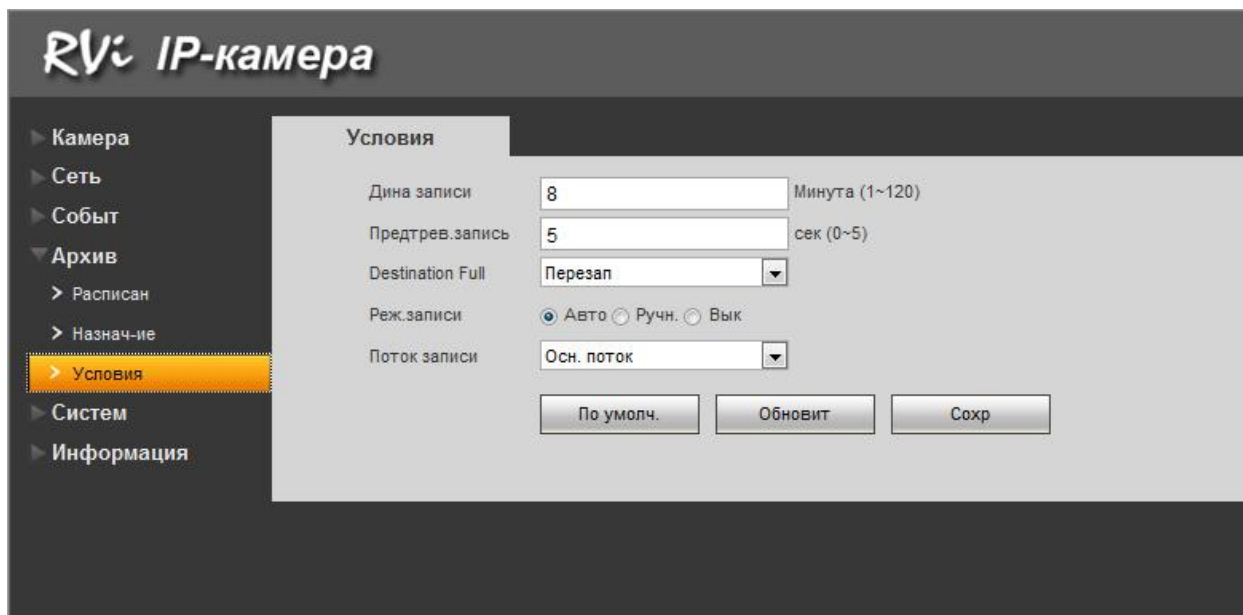 RVi IP-камера
Камера
Сеть
Событ
Архив
Расписан
Назнач-ие
Условия
Систем
Информация
Условия
Дина записи 8 Минута (1~120)
Предтрев.запись 5 сек (0~5)
Destination Full Перезап
Реж.записи Авто Ручн. Вык
Поток записи Осн. поток
По умолч. Обновит Сохр